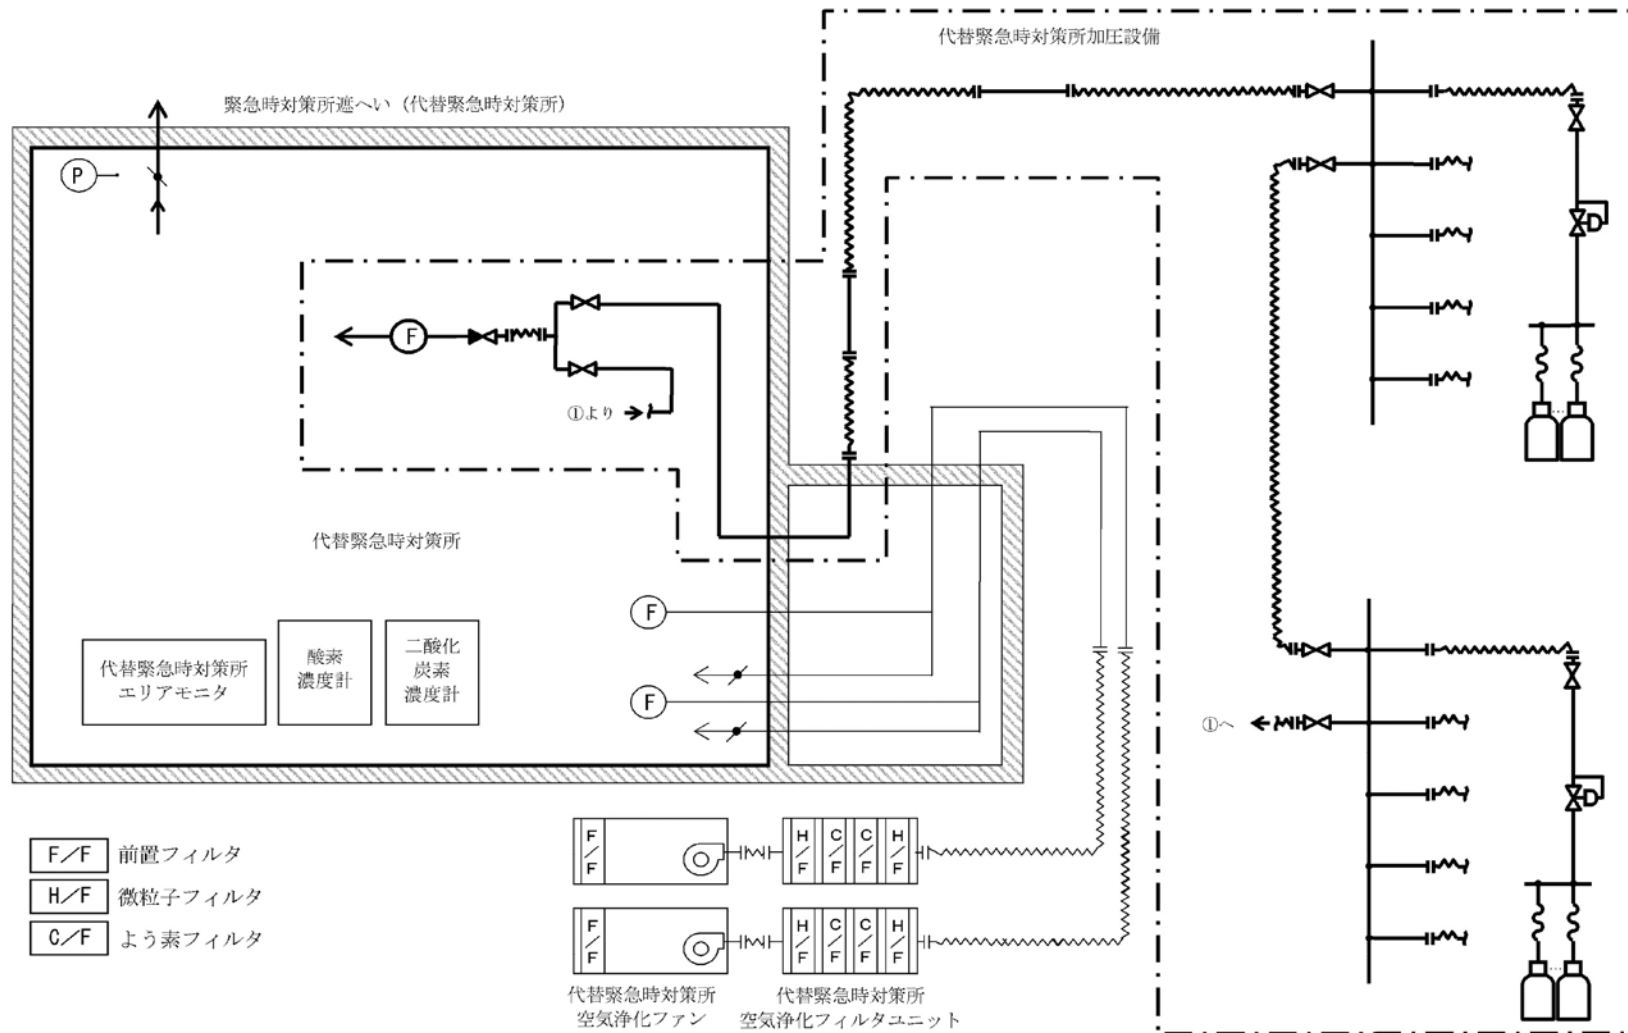 代替緊急時対策所加圧設備
緊急時対策所遮へい（代替緊急時対策所）
P
F
①より
代替緊急時対策所
F
F
代替緊急時対策所
エリアモニタ
酸素
濃度計
二酸化
炭素
濃度計
①へ
F/F 前置フィルタ
H/F 微粒子フィルタ
C/F よう素フィルタ
F/F
H/F C/F C/F H/F
F/F
H/F C/F C/F H/F
代替緊急時対策所
空気浄化ファン
代替緊急時対策所
空気浄化フィルタユニット